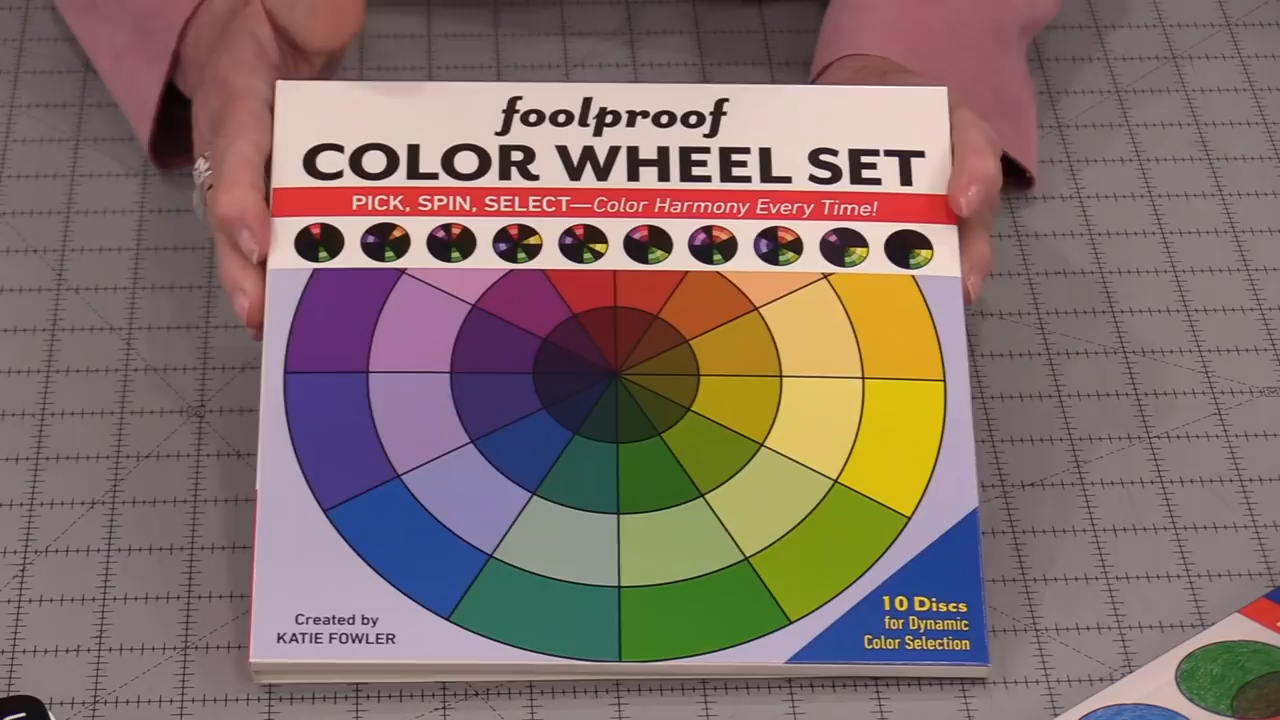 foolproof
COLOR WHEEL SET
PICK, SPIN, SELECT—Color Harmony Every Time!
Created by
KATIE FOWLER
10 Discs
for Dynamic
Color Selection